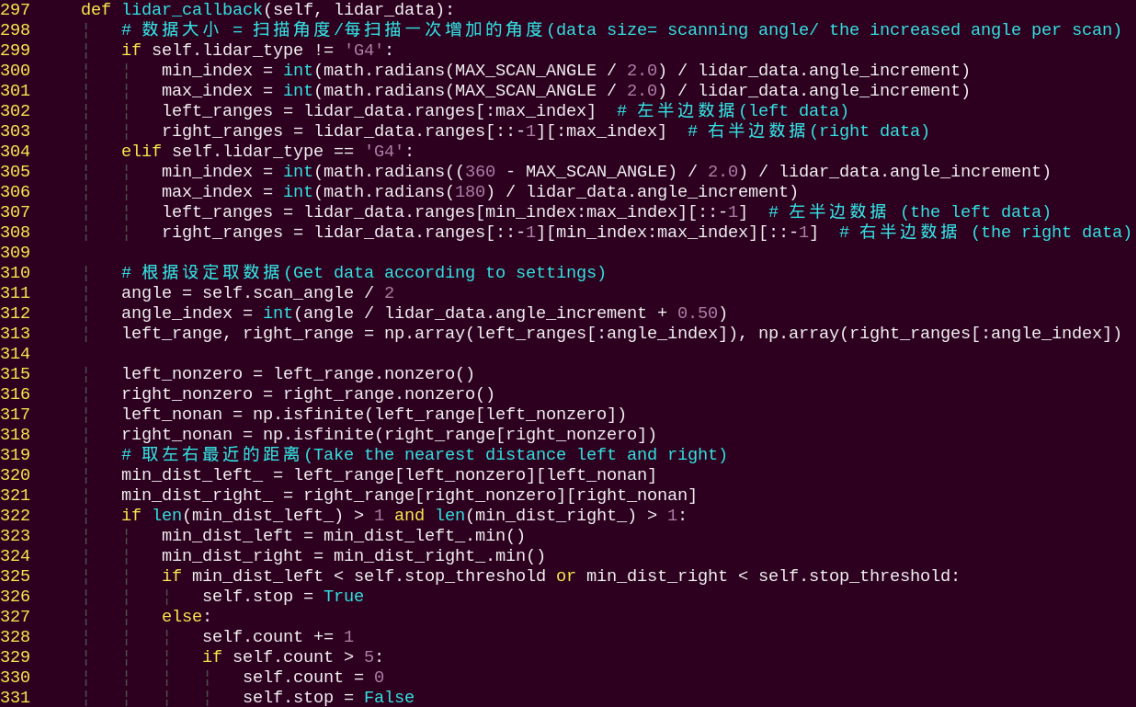 297     def lidar_callback(self, lidar_data):
298         # 数据大小 = 扫描角度/每扫描一次增加的角度(data size= scanning angle/ the increased angle per scan)
299         if self.lidar_type != 'G4':
300             min_index = int(math.radians(MAX_SCAN_ANGLE / 2.0) / lidar_data.angle_increment)
301             max_index = int(math.radians(MAX_SCAN_ANGLE / 2.0) / lidar_data.angle_increment)
302             left_ranges = lidar_data.ranges[:max_index]  # 左半边数据(left data)
303             right_ranges = lidar_data.ranges[::-1][:max_index]  # 右半边数据(right data)
304         elif self.lidar_type == 'G4':
305             min_index = int(math.radians((360 - MAX_SCAN_ANGLE) / 2.0) / lidar_data.angle_increment)
306             max_index = int(math.radians(180) / lidar_data.angle_increment)
307             left_ranges = lidar_data.ranges[min_index:max_index][::-1]  # 左半边数据 (the left data)
308             right_ranges = lidar_data.ranges[::-1][min_index:max_index][::-1]  # 右半边数据 (the right data)
309
310         # 根据设定取数据(Get data according to settings)
311         angle = self.scan_angle / 2
312         angle_index = int(angle / lidar_data.angle_increment + 0.50)
313         left_range, right_range = np.array(left_ranges[:angle_index]), np.array(right_ranges[:angle_index])
314
315         left_nonzero = left_range.nonzero()
316         right_nonzero = right_range.nonzero()
317         left_nonan = np.isfinite(left_range[left_nonzero])
318         right_nonan = np.isfinite(right_range[right_nonzero])
319         # 取左右最近的距离(Take the nearest distance left and right)
320         min_dist_left_ = left_range[left_nonzero][left_nonan]
321         min_dist_right_ = right_range[right_nonzero][right_nonan]
322         if len(min_dist_left_) > 1 and len(min_dist_right_) > 1:
323             min_dist_left = min_dist_left_.min()
324             min_dist_right = min_dist_right_.min()
325             if min_dist_left < self.stop_threshold or min_dist_right < self.stop_threshold:
326                 self.stop = True
327             else:
328                 self.count += 1
329                 if self.count > 5:
330                     self.count = 0
331                     self.stop = False